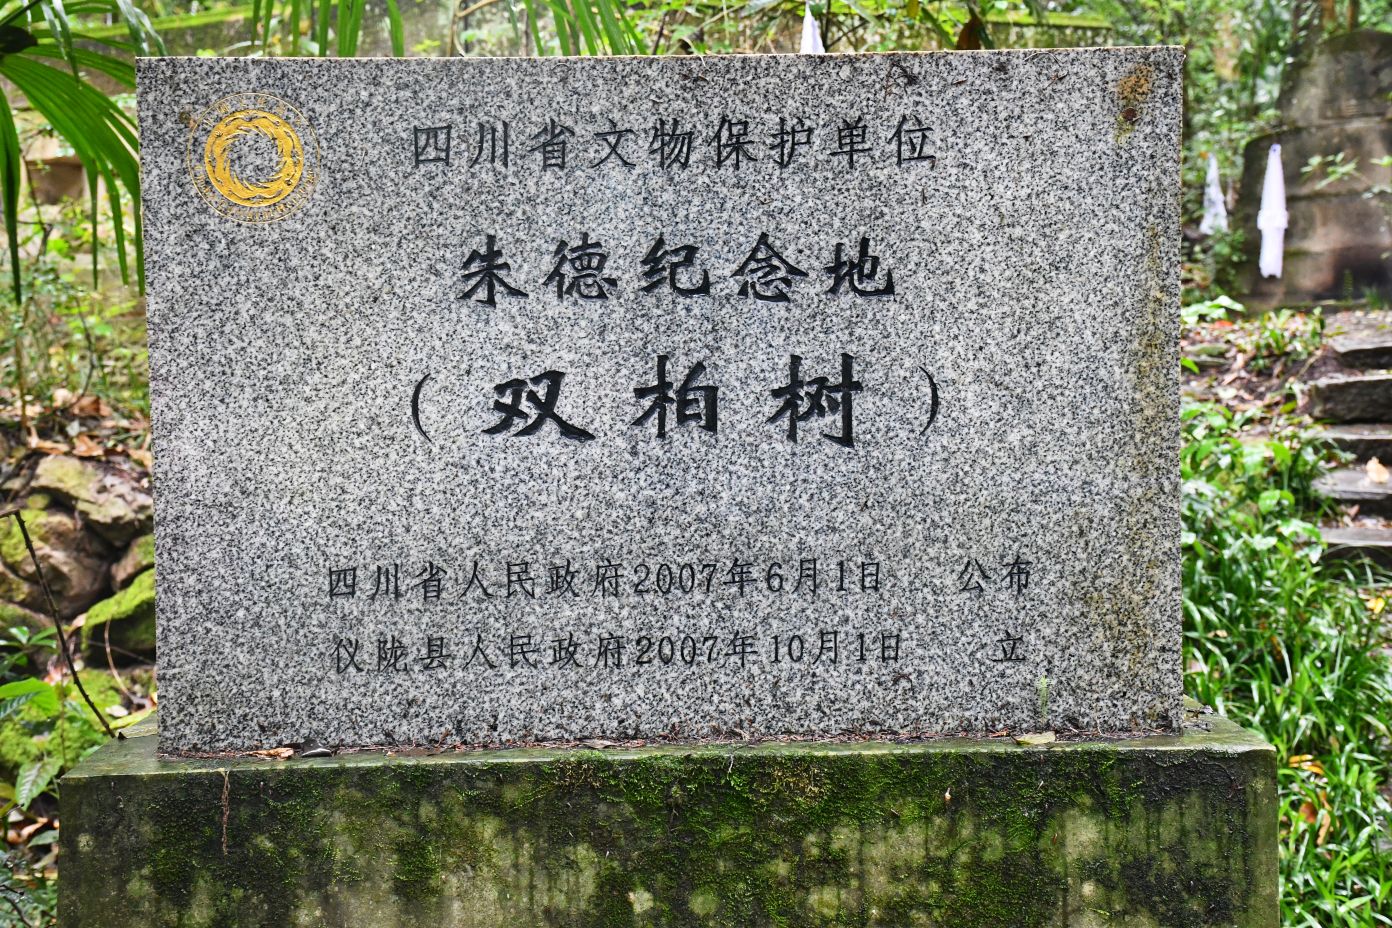 四川省文物保护单位
朱德纪念地
（双柏树）
四川省人民政府2007年6月1日 公布
仪陇县人民政府2007年10月1日 立